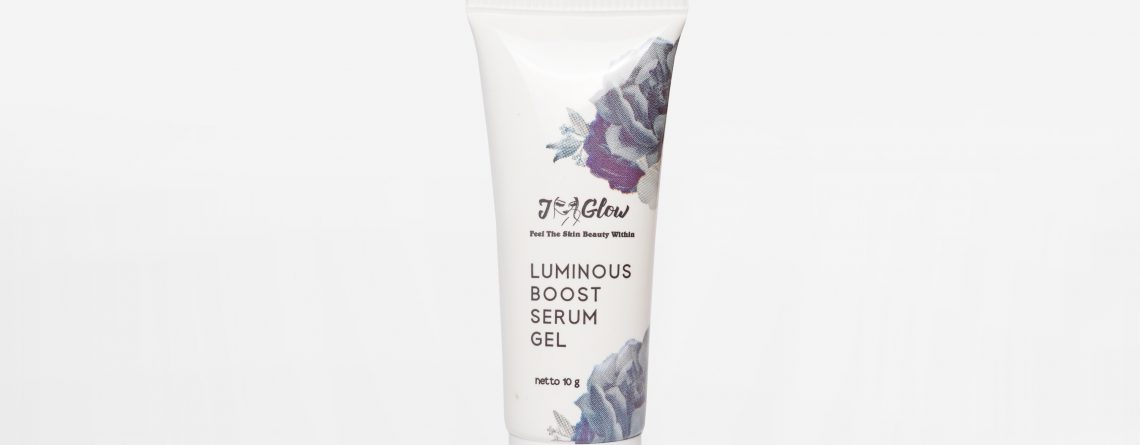 J Glow
Feel The Skin Beauty Within
LUMINOUS
BOOST
SERUM
GEL
netto 10 g